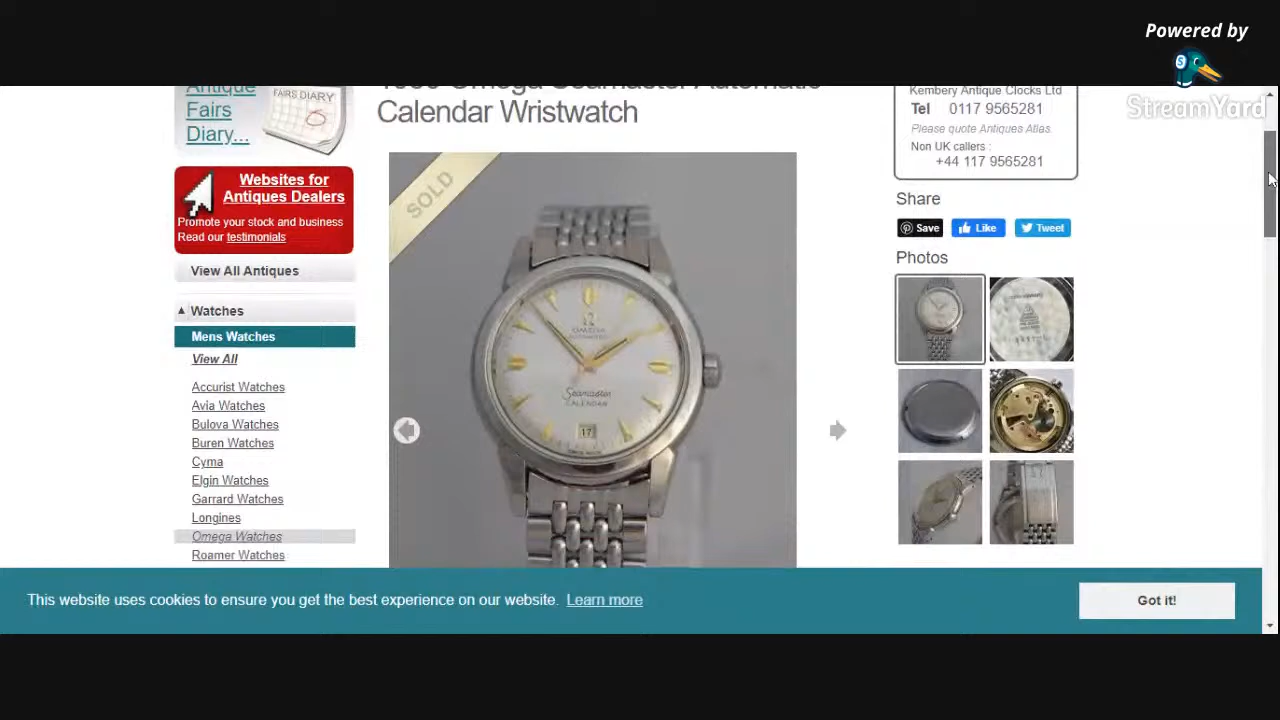 Powered by
StreamYard
Antique
Fairs
Diary...
FAIRS DIARY
Websites for
Antiques Dealers
Promote your stock and business
Read our testimonials
View All Antiques
Watches
Mens Watches
View All
Accurist Watches
Avia Watches
Bulova Watches
Buren Watches
Cyma
Elgin Watches
Garrard Watches
Longines
Omega Watches
Roamer Watches
Omega Seamaster Automatic
Calendar Wristwatch
SOLD
OMEGA
AUTOMATIC
Seamaster
CALENDAR
17
Kembery Antique Clocks Ltd
Tel 0117 9565281
Please quote Antiques Atlas.
Non UK callers :
+44 117 9565281
Share
Save
Like
Tweet
Photos
This website uses cookies to ensure you get the best experience on our website. Learn more
Got it!